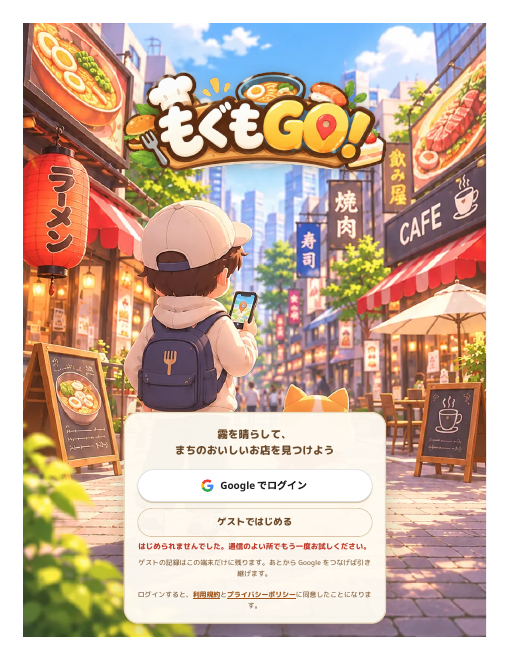 もぐもGO!
ラーメン
飲み屋
焼肉
寿司
CAFE
霧を晴らして、
まちのおいしいお店を見つけよう
Google でログイン
ゲストではじめる
はじめられませんでした。通信のよい所でもう一度お試しください。
ゲストの記録はこの端末だけに残ります。あとから Google をつなげば引き
継げます。
ログインすると、利用規約とプライバシーポリシーに同意したことになりま
す。